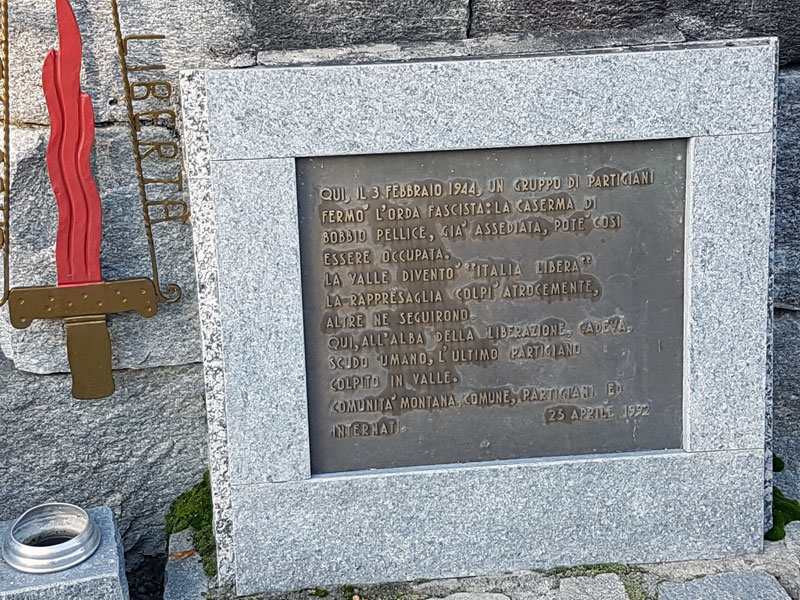 LIBERTA
QUI, IL 3 FEBBRAIO 1944, UN GRUPPO DI PARTIGIANI
FERMO' L'ORDA FASCISTA: LA CASERMA DI
BOBBIO PELLICE, GIA' ASSEDIATA, POTE' COSI
ESSERE OCCUPATA.
LA VALLE DIVENTO' "ITALIA LIBERA"
LA RAPPRESAGLIA COLPI' ATROCEMENTE,
ALTRE NE SEGUIRONO.
QUI, ALL'ALBA DELLA LIBERAZIONE, CADEVA,
SCUDO UMANO, L'ULTIMO PARTIGIANO
COLPITO IN VALLE.
COMUNITA' MONTANA, COMUNE, PARTIGIANI ED
INTERNATI. 25 APRILE 1992